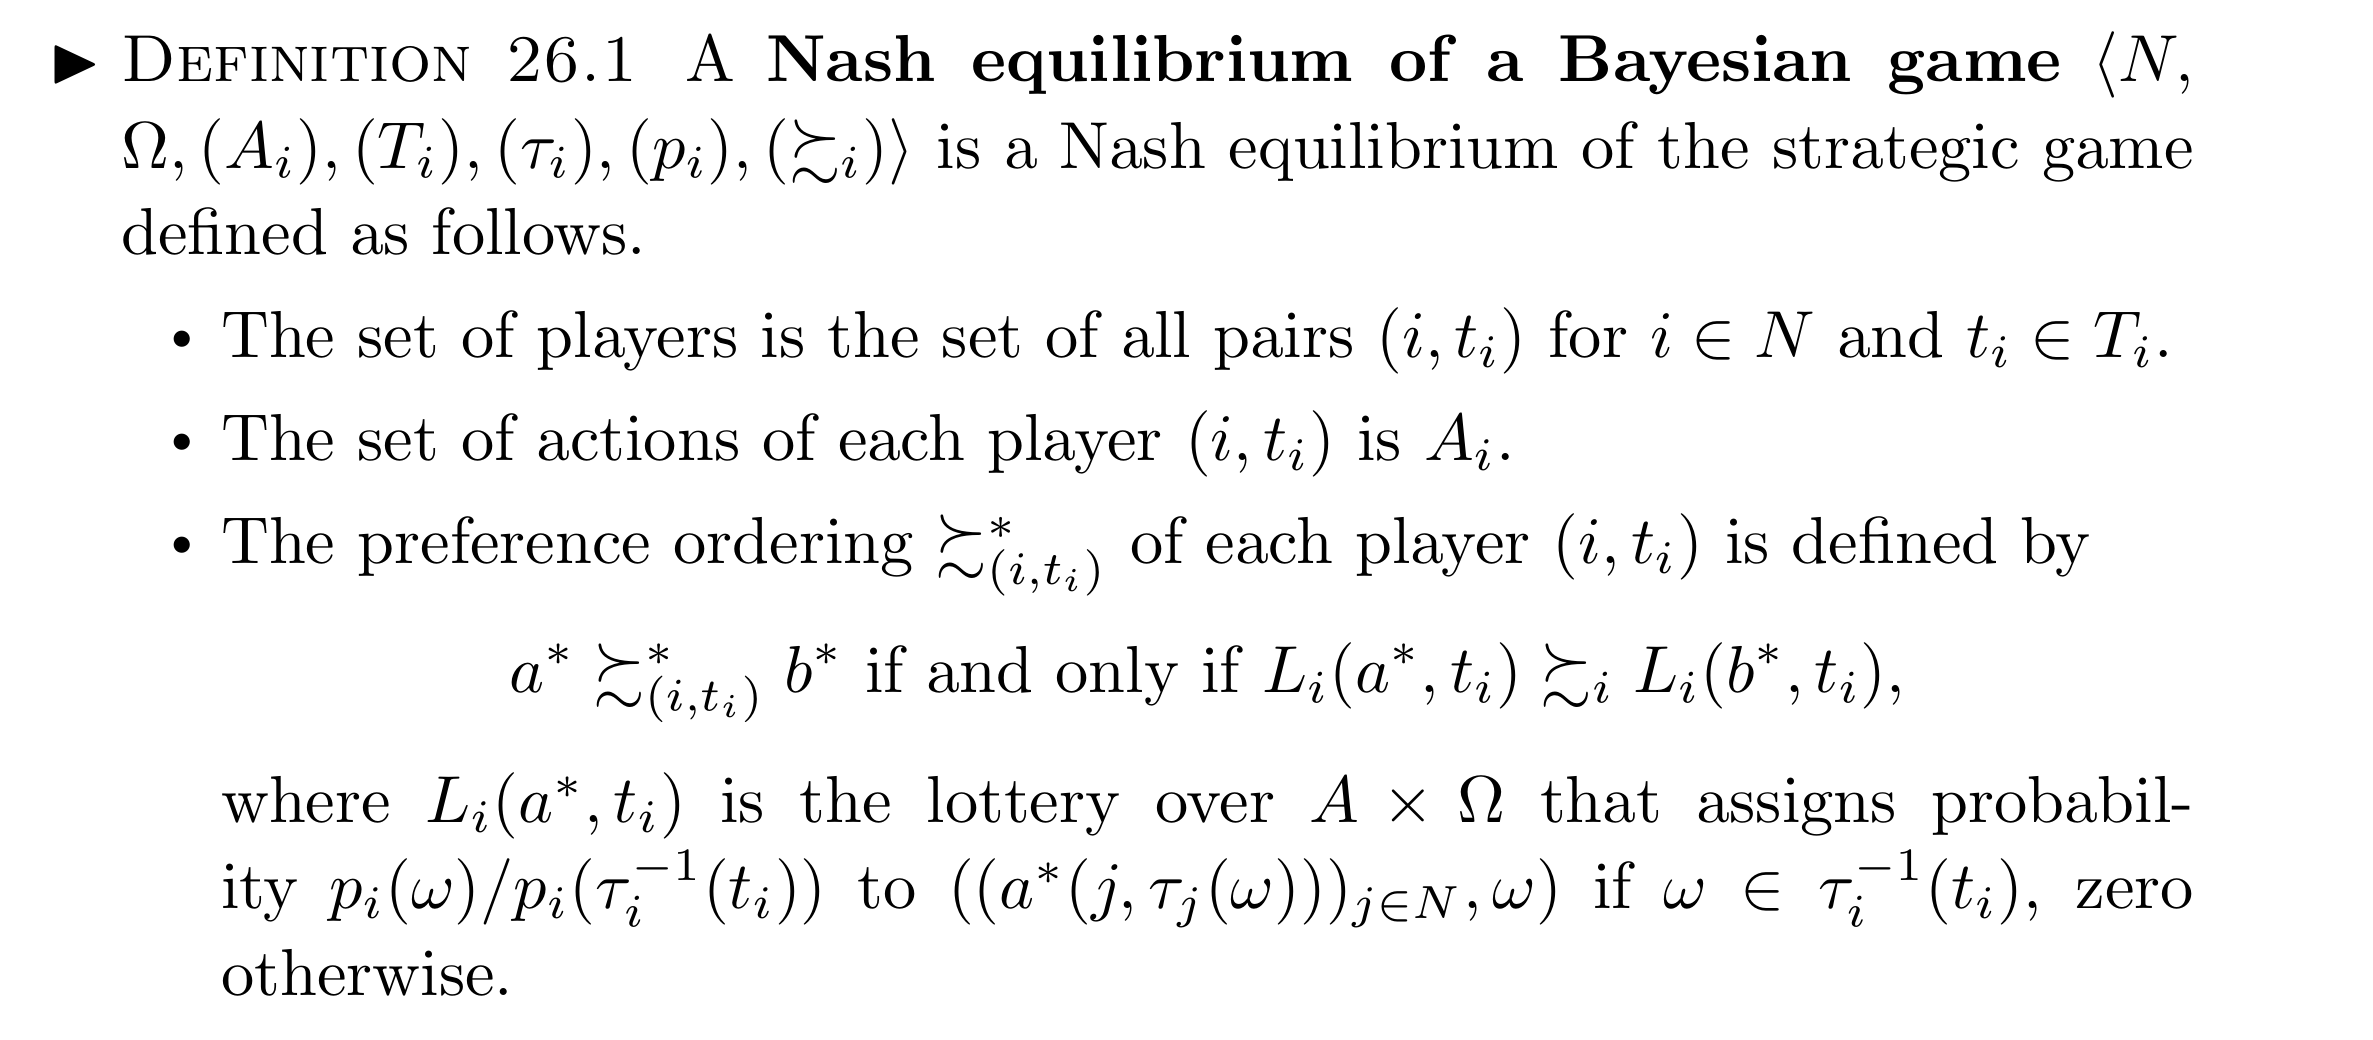 ► DEFINITION 26.1 A Nash equilibrium of a Bayesian game ⟨N,
Ω, (A_i), (T_i), (τ_i), (p_i), (≿_i)⟩ is a Nash equilibrium of the strategic game
defined as follows.
• The set of players is the set of all pairs (i, t_i) for i ∈ N and t_i ∈ T_i.
• The set of actions of each player (i, t_i) is A_i.
• The preference ordering ≿*_{(i,t_i)} of each player (i, t_i) is defined by
a* ≿*_{(i,t_i)} b* if and only if L_i(a*, t_i) ≿_i L_i(b*, t_i),
where L_i(a*, t_i) is the lottery over A × Ω that assigns probabil-
ity p_i(ω)/p_i(τ_i^{-1}(t_i)) to ((a*(j, τ_j(ω)))_{j∈N}, ω) if ω ∈ τ_i^{-1}(t_i), zero
otherwise.